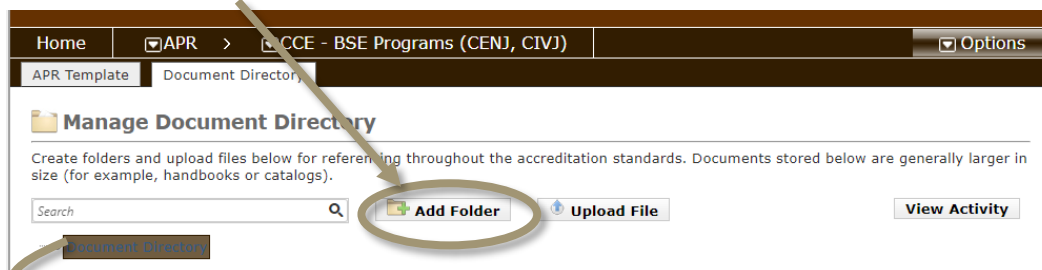 Home APR > CCE - BSE Programs (CENJ, CIVJ) Options
APR Template Document Directory
Manage Document Directory
Create folders and upload files below for referencing throughout the accreditation standards. Documents stored below are generally larger in
size (for example, handbooks or catalogs).
Search Add Folder Upload File View Activity
Document Directory